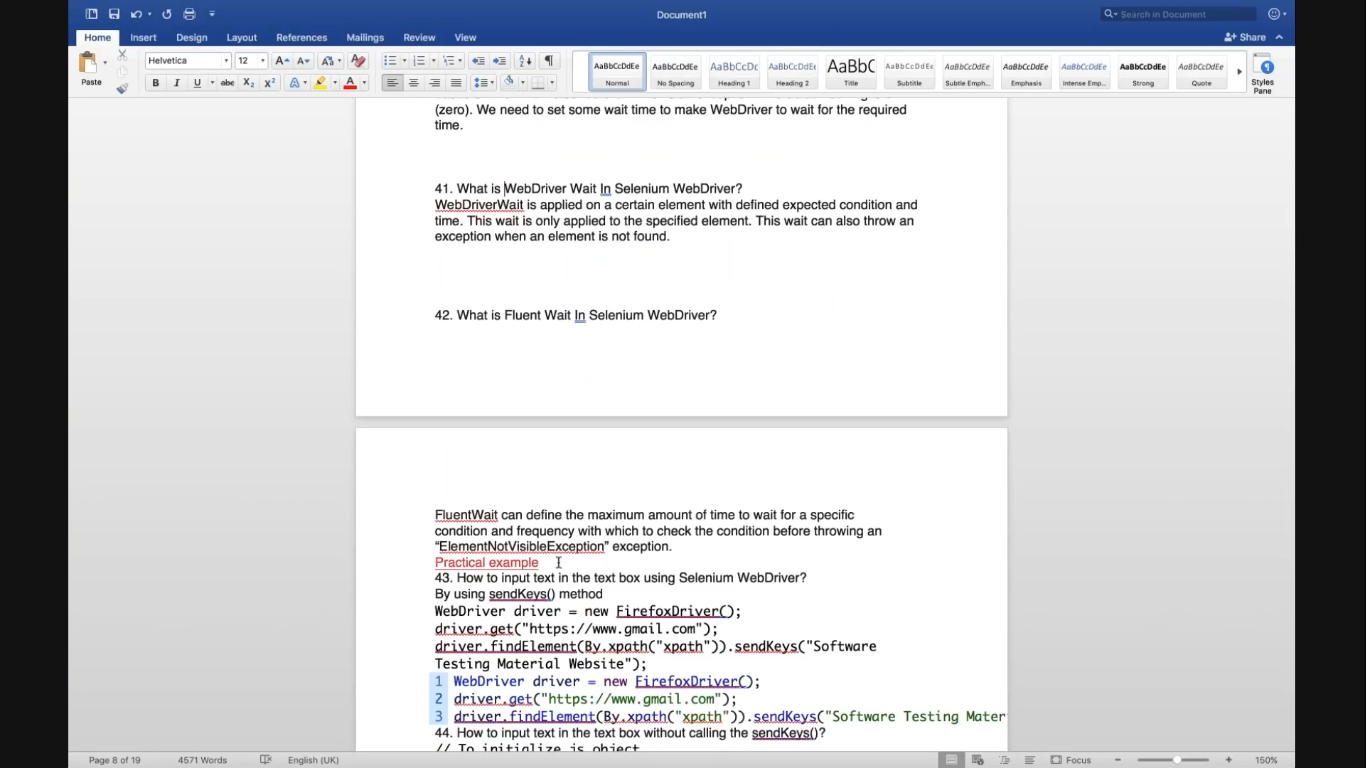 Document1
Search in Document
Home Insert Design Layout References Mailings Review View
Share
Paste
Helvetica 12
AaBbCcDdEe AaBbCcDdEe AaBbCcDc AaBbCcDdEe AaBbC AaBbCcDdEe AaBbCcDdEe AaBbCcDdEe AaBbCcDdEe AaBbCcDdEe AaBbCcDdEe
Normal No Spacing Heading 1 Heading 2 Title Subtitle Subtle Emph... Emphasis Intense Emp... Strong Quote
Styles
Pane
(zero). We need to set some wait time to make WebDriver to wait for the required
time.
41. What is WebDriver Wait In Selenium WebDriver?
WebDriverWait is applied on a certain element with defined expected condition and
time. This wait is only applied to the specified element. This wait can also throw an
exception when an element is not found.
42. What is Fluent Wait In Selenium WebDriver?
FluentWait can define the maximum amount of time to wait for a specific
condition and frequency with which to check the condition before throwing an
“ElementNotVisibleException” exception.
Practical example
43. How to input text in the text box using Selenium WebDriver?
By using sendKeys() method
WebDriver driver = new FirefoxDriver();
driver.get("https://www.gmail.com");
driver.findElement(By.xpath("xpath")).sendKeys("Software
Testing Material Website");
1 WebDriver driver = new FirefoxDriver();
2 driver.get("https://www.gmail.com");
3 driver.findElement(By.xpath("xpath")).sendKeys("Software Testing Mater
44. How to input text in the text box without calling the sendKeys()?
// To initialize js object
Page 8 of 19 4571 Words English (UK) Focus 150%